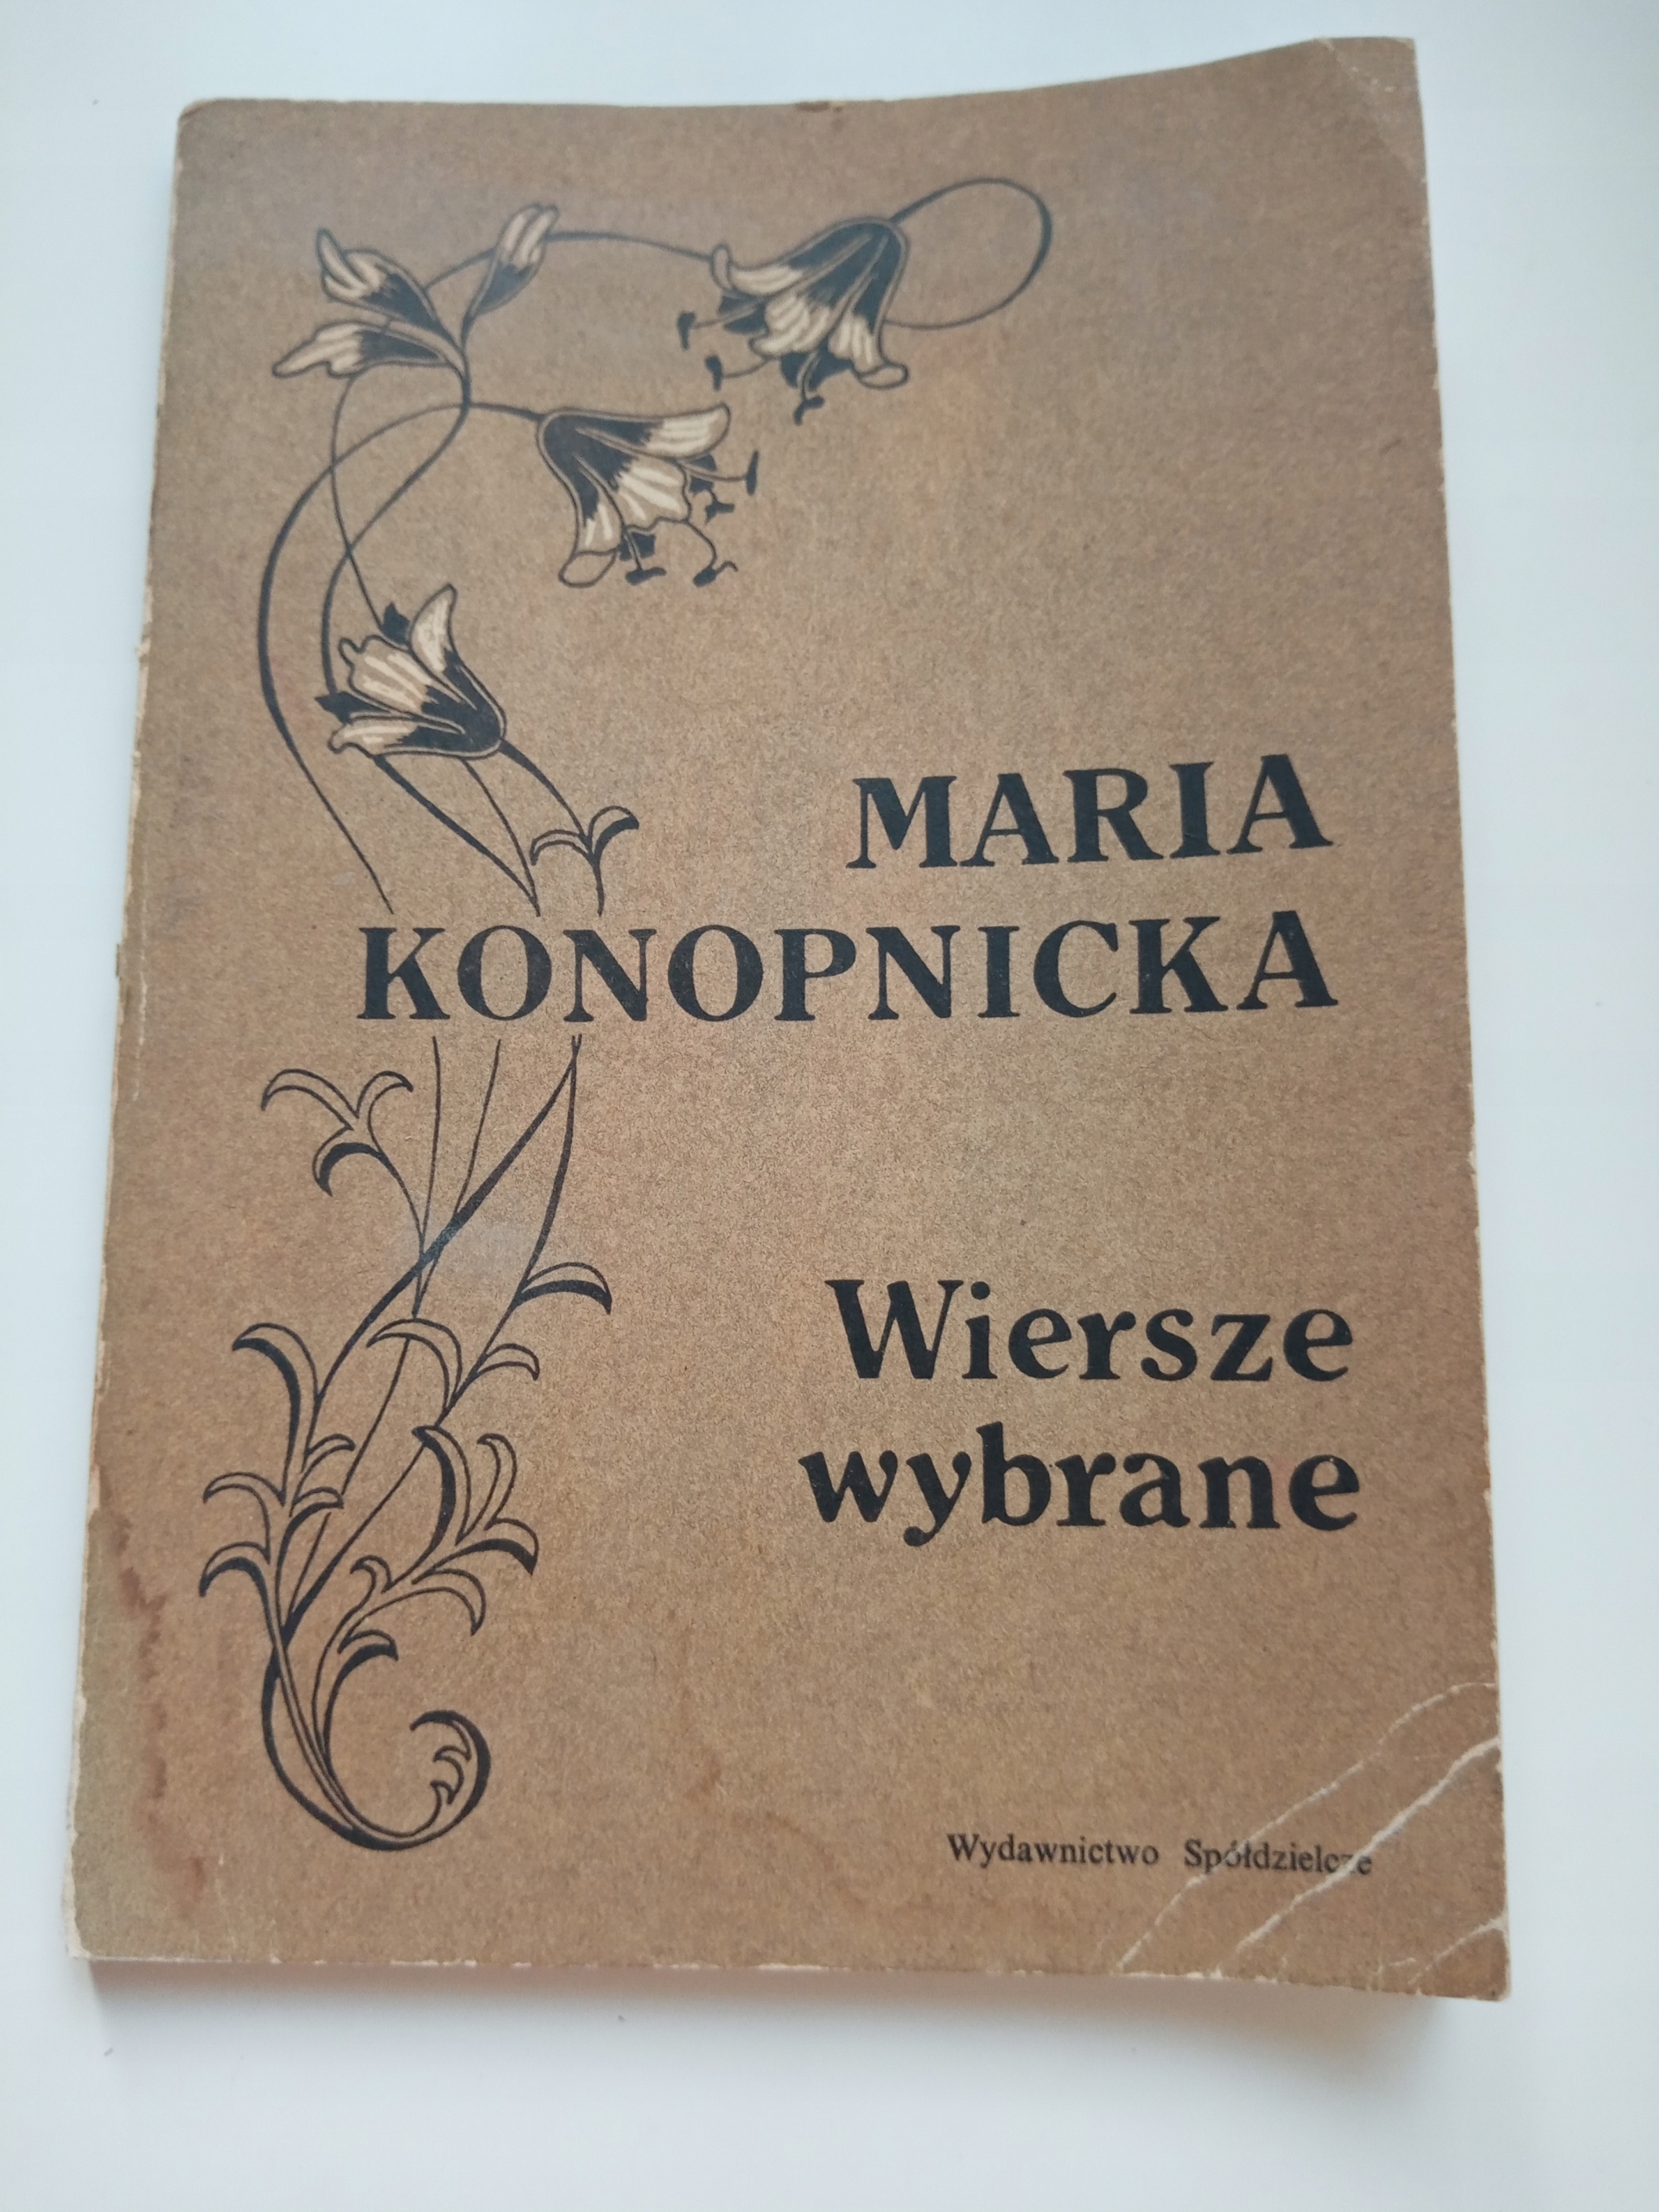 MARIA
KONOPNICKA
Wiersze
wybrane
Wydawnictwo Spółdzielcze